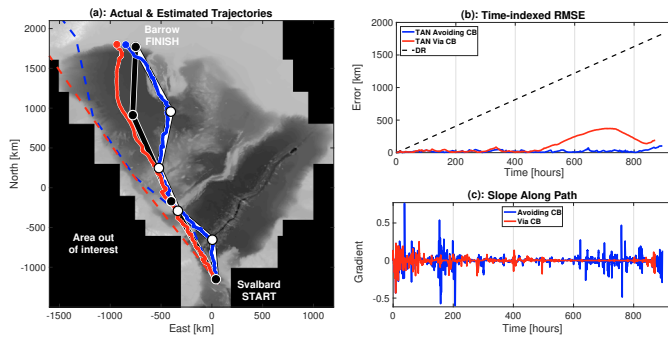 (a): Actual & Estimated Trajectories
2000
1500
1000
500
0
-500
-1000
North [km]
Barrow
FINISH
Area out
of interest
Svalbard
START
-1500
-1000
-500
0
500
1000
East [km]
(b): Time-indexed RMSE
TAN Avoiding CB
TAN Via CB
DR
2000
1500
1000
500
0
Error [km]
0
200
400
600
800
Time [hours]
(c): Slope Along Path
Avoiding CB
Via CB
0.5
0
-0.5
Gradient
0
200
400
600
800
Time [hours]